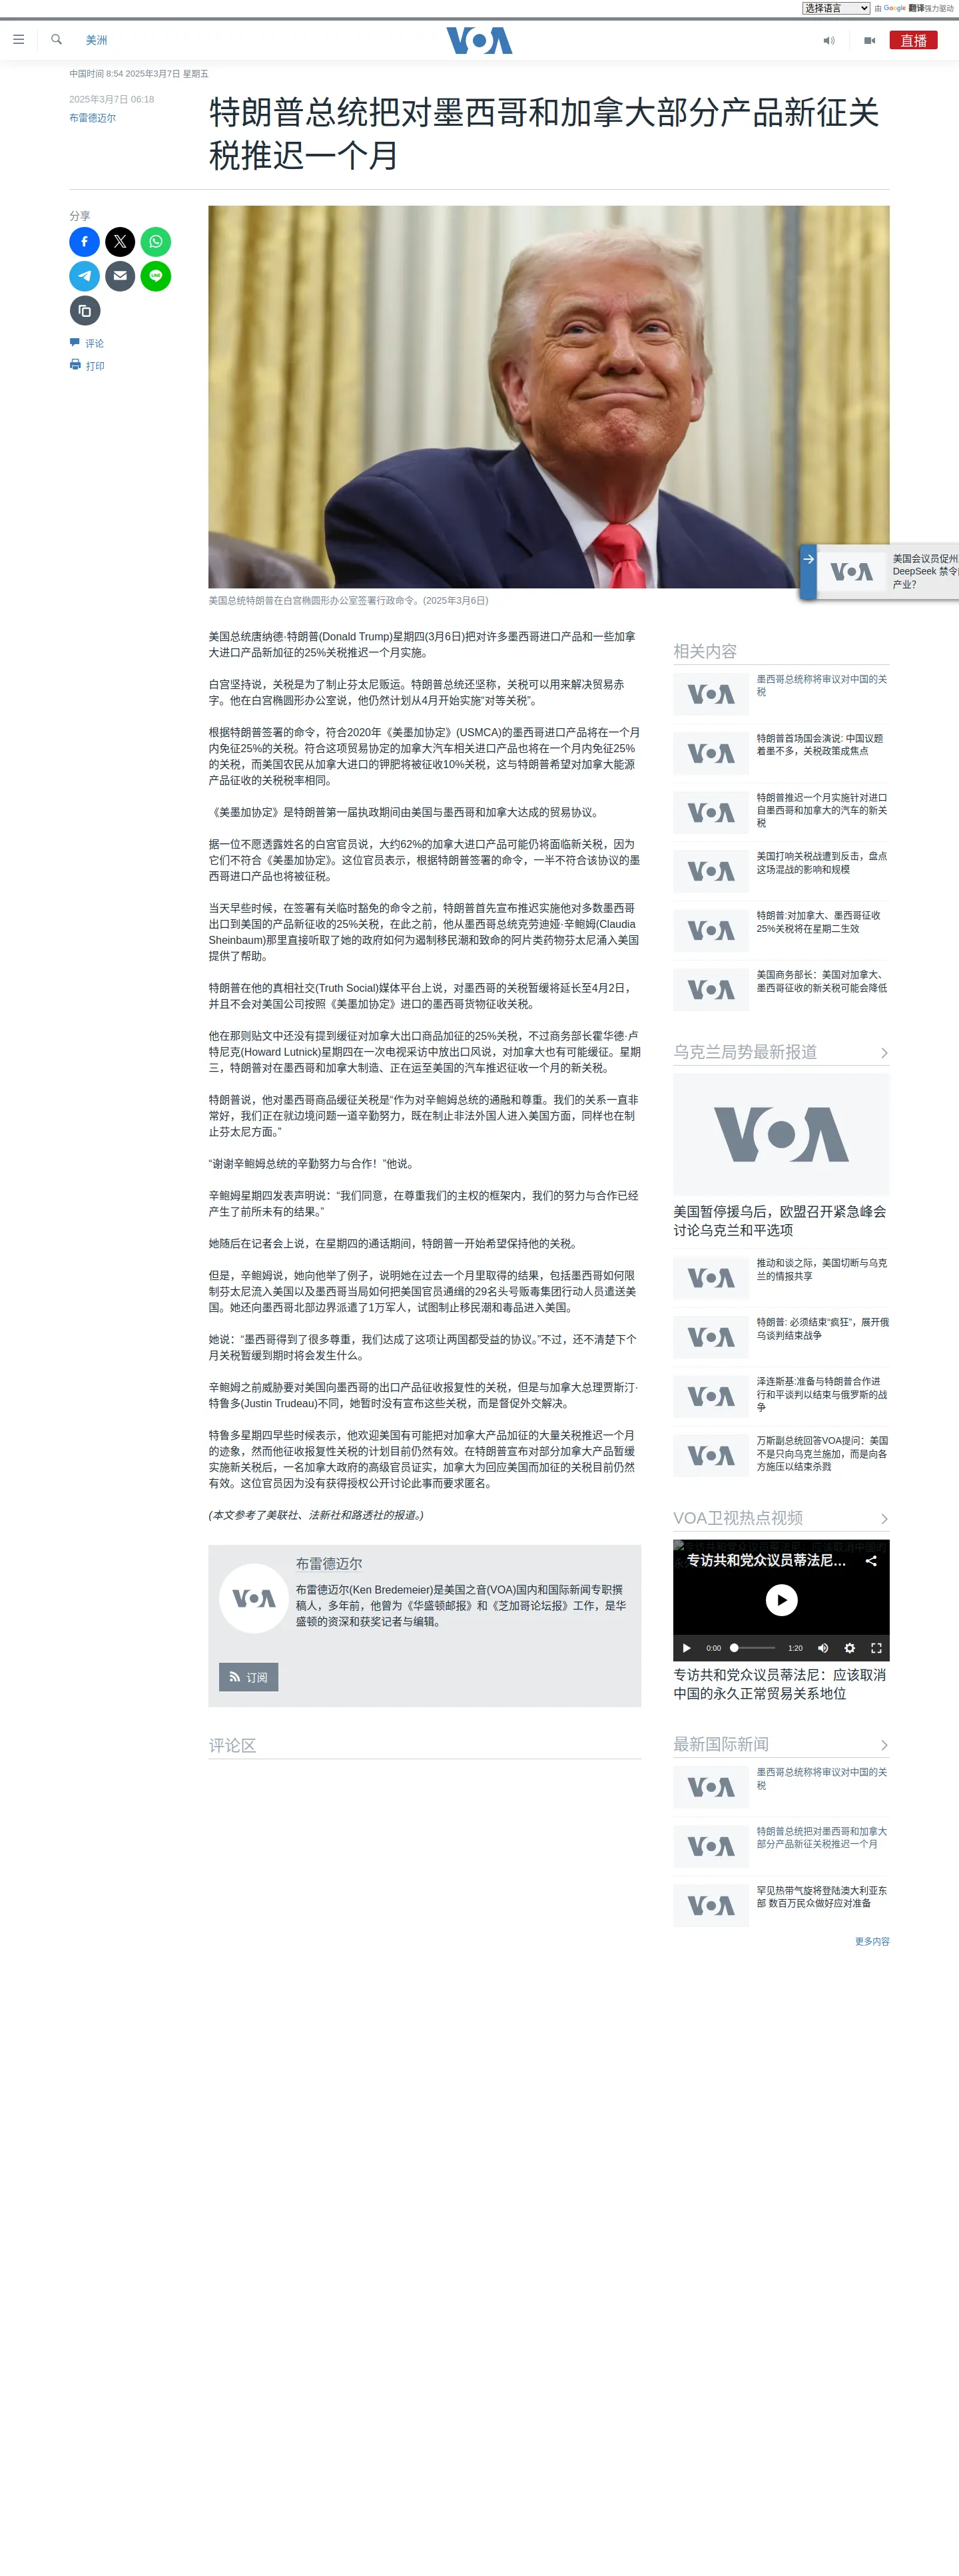 选择语言
由 Google 翻译强力驱动
美洲
VOA
直播
中国时间 8:54 2025年3月7日 星期五
2025年3月7日 06:18
布雷德迈尔
特朗普总统把对墨西哥和加拿大部分产品新征关
税推迟一个月
分享
评论
打印
美国会议员促州
DeepSeek 禁令
产业?
美国总统特朗普在白宫椭圆形办公室签署行政命令。(2025年3月6日)
美国总统唐纳德·特朗普(Donald Trump)星期四(3月6日)把对许多墨西哥进口产品和一些加拿
大进口产品新加征的25%关税推迟一个月实施。
白宫坚持说，关税是为了制止芬太尼贩运。特朗普总统还坚称，关税可以用来解决贸易赤
字。他在白宫椭圆形办公室说，他仍然计划从4月开始实施“对等关税”。
根据特朗普签署的命令，符合2020年《美墨加协定》(USMCA)的墨西哥进口产品将在一个月
内免征25%的关税。符合这项贸易协定的加拿大汽车相关进口产品也将在一个月内免征25%
的关税，而美国农民从加拿大进口的钾肥将被征收10%关税，这与特朗普希望对加拿大能源
产品征收的关税税率相同。
《美墨加协定》是特朗普第一届执政期间由美国与墨西哥和加拿大达成的贸易协议。
据一位不愿透露姓名的白宫官员说，大约62%的加拿大进口产品可能仍将面临新关税，因为
它们不符合《美墨加协定》。这位官员表示，根据特朗普签署的命令，一半不符合该协议的墨
西哥进口产品也将被征税。
当天早些时候，在签署有关临时豁免的命令之前，特朗普首先宣布推迟实施他对多数墨西哥
出口到美国的产品新征收的25%关税，在此之前，他从墨西哥总统克劳迪娅·辛鲍姆(Claudia
Sheinbaum)那里直接听取了她的政府如何为遏制移民潮和致命的阿片类药物芬太尼涌入美国
提供了帮助。
特朗普在他的真相社交(Truth Social)媒体平台上说，对墨西哥的关税暂缓将延长至4月2日，
并且不会对美国公司按照《美墨加协定》进口的墨西哥货物征收关税。
他在那则贴文中还没有提到缓征对加拿大出口商品加征的25%关税，不过商务部长霍华德·卢
特尼克(Howard Lutnick)星期四在一次电视采访中放出口风说，对加拿大也有可能缓征。星期
三，特朗普对在墨西哥和加拿大制造、正在运至美国的汽车推迟征收一个月的新关税。
特朗普说，他对墨西哥商品缓征关税是“作为对辛鲍姆总统的通融和尊重。我们的关系一直非
常好，我们正在就边境问题一道辛勤努力，既在制止非法外国人进入美国方面，同样也在制
止芬太尼方面。”
“谢谢辛鲍姆总统的辛勤努力与合作！”他说。
辛鲍姆星期四发表声明说：“我们同意，在尊重我们的主权的框架内，我们的努力与合作已经
产生了前所未有的结果。”
她随后在记者会上说，在星期四的通话期间，特朗普一开始希望保持他的关税。
但是，辛鲍姆说，她向他举了例子，说明她在过去一个月里取得的结果，包括墨西哥如何限
制芬太尼流入美国以及墨西哥当局如何把美国官员通缉的29名头号贩毒集团行动人员遣送美
国。她还向墨西哥北部边界派遣了1万军人，试图制止移民潮和毒品进入美国。
她说：“墨西哥得到了很多尊重，我们达成了这项让两国都受益的协议。”不过，还不清楚下个
月关税暂缓到期时将会发生什么。
辛鲍姆之前威胁要对美国向墨西哥的出口产品征收报复性的关税，但是与加拿大总理贾斯汀·
特鲁多(Justin Trudeau)不同，她暂时没有宣布这些关税，而是督促外交解决。
特鲁多星期四早些时候表示，他欢迎美国有可能把对加拿大产品加征的大量关税推迟一个月
的迹象，然而他征收报复性关税的计划目前仍然有效。在特朗普宣布对部分加拿大产品暂缓
实施新关税后，一名加拿大政府的高级官员证实，加拿大为回应美国而加征的关税目前仍然
有效。这位官员因为没有获得授权公开讨论此事而要求匿名。
(本文参考了美联社、法新社和路透社的报道。)
布雷德迈尔
布雷德迈尔(Ken Bredemeier)是美国之音(VOA)国内和国际新闻专职撰
稿人，多年前，他曾为《华盛顿邮报》和《芝加哥论坛报》工作，是华
盛顿的资深和获奖记者与编辑。
订阅
评论区
相关内容
墨西哥总统称将审议对中国的关
税
特朗普首场国会演说: 中国议题
着墨不多，关税政策成焦点
特朗普推迟一个月实施针对进口
自墨西哥和加拿大的汽车的新关
税
美国打响关税战遭到反击，盘点
这场混战的影响和规模
特朗普:对加拿大、墨西哥征收
25%关税将在星期二生效
美国商务部长：美国对加拿大、
墨西哥征收的新关税可能会降低
乌克兰局势最新报道
美国暂停援乌后，欧盟召开紧急峰会
讨论乌克兰和平选项
推动和谈之际，美国切断与乌克
兰的情报共享
特朗普: 必须结束“疯狂”，展开俄
乌谈判结束战争
泽连斯基:准备与特朗普合作进
行和平谈判以结束与俄罗斯的战
争
万斯副总统回答VOA提问：美国
不是只向乌克兰施加，而是向各
方施压以结束杀戮
VOA卫视热点视频
专访共和党众议员蒂法尼...
0:00
1:20
专访共和党众议员蒂法尼：应该取消
中国的永久正常贸易关系地位
最新国际新闻
墨西哥总统称将审议对中国的关
税
特朗普总统把对墨西哥和加拿大
部分产品新征关税推迟一个月
罕见热带气旋将登陆澳大利亚东
部 数百万民众做好应对准备
更多内容